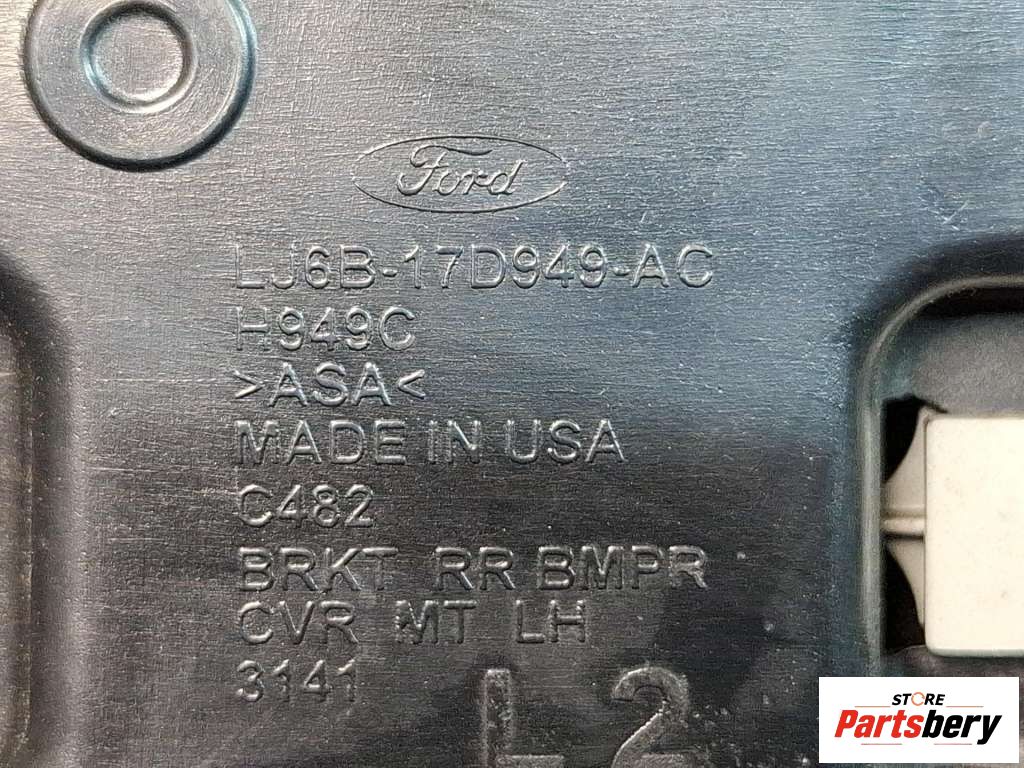 Ford
LJ6B-17D949-AC
H949C
>ASA<
MADE IN USA
C482
BRKT RR BMPR
CVR MT LH
3141
L2
STORE
Partsbery